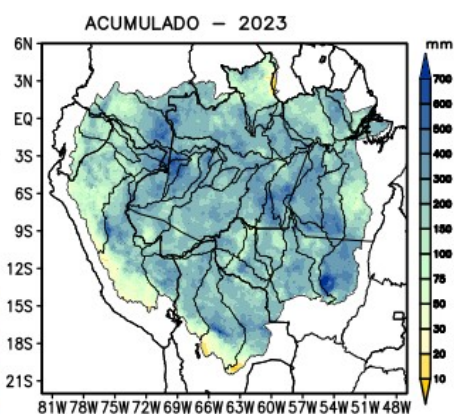 ACUMULADO – 2023
mm
6N
3N
EQ
3S
6S
9S
12S
15S
18S
21S
700
600
500
400
300
200
150
100
75
50
30
20
10
81W 78W 75W 72W 69W 66W 63W 60W 57W 54W 51W 48W